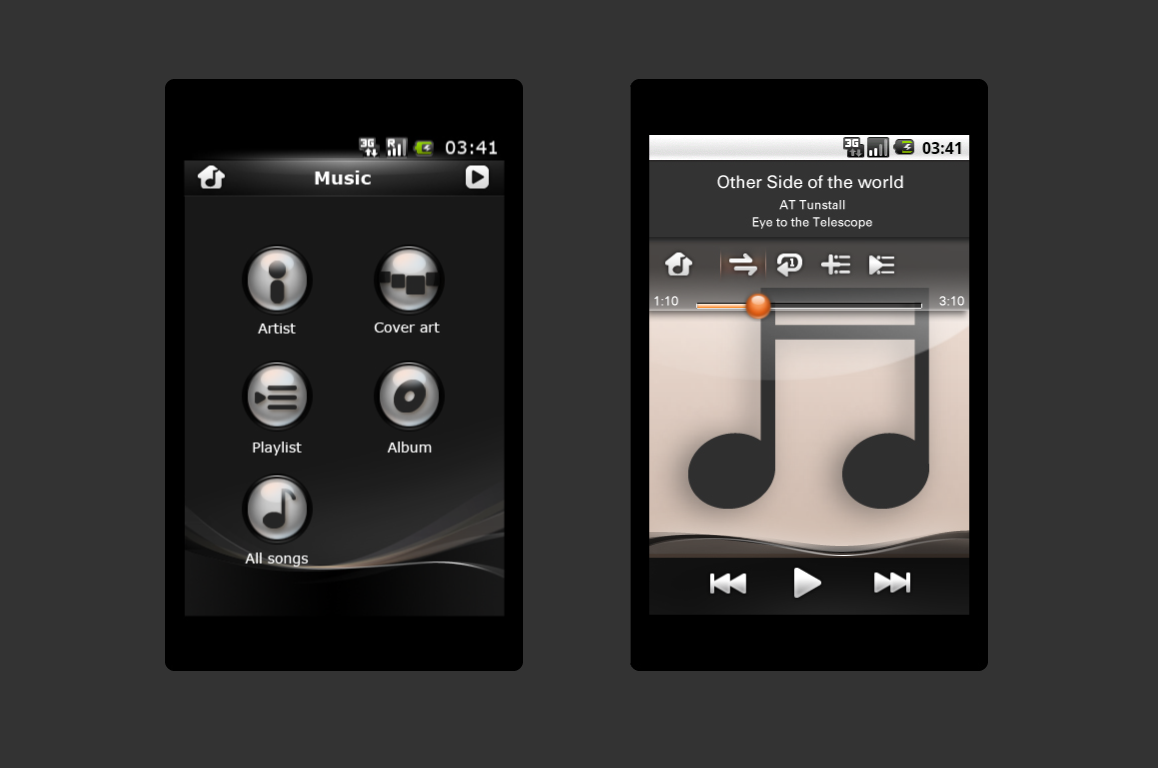 3G R 03:41
Music
Artist
Cover art
Playlist
Album
All songs
3G 03:41
Other Side of the world
AT Tunstall
Eye to the Telescope
1
1:10
3:10